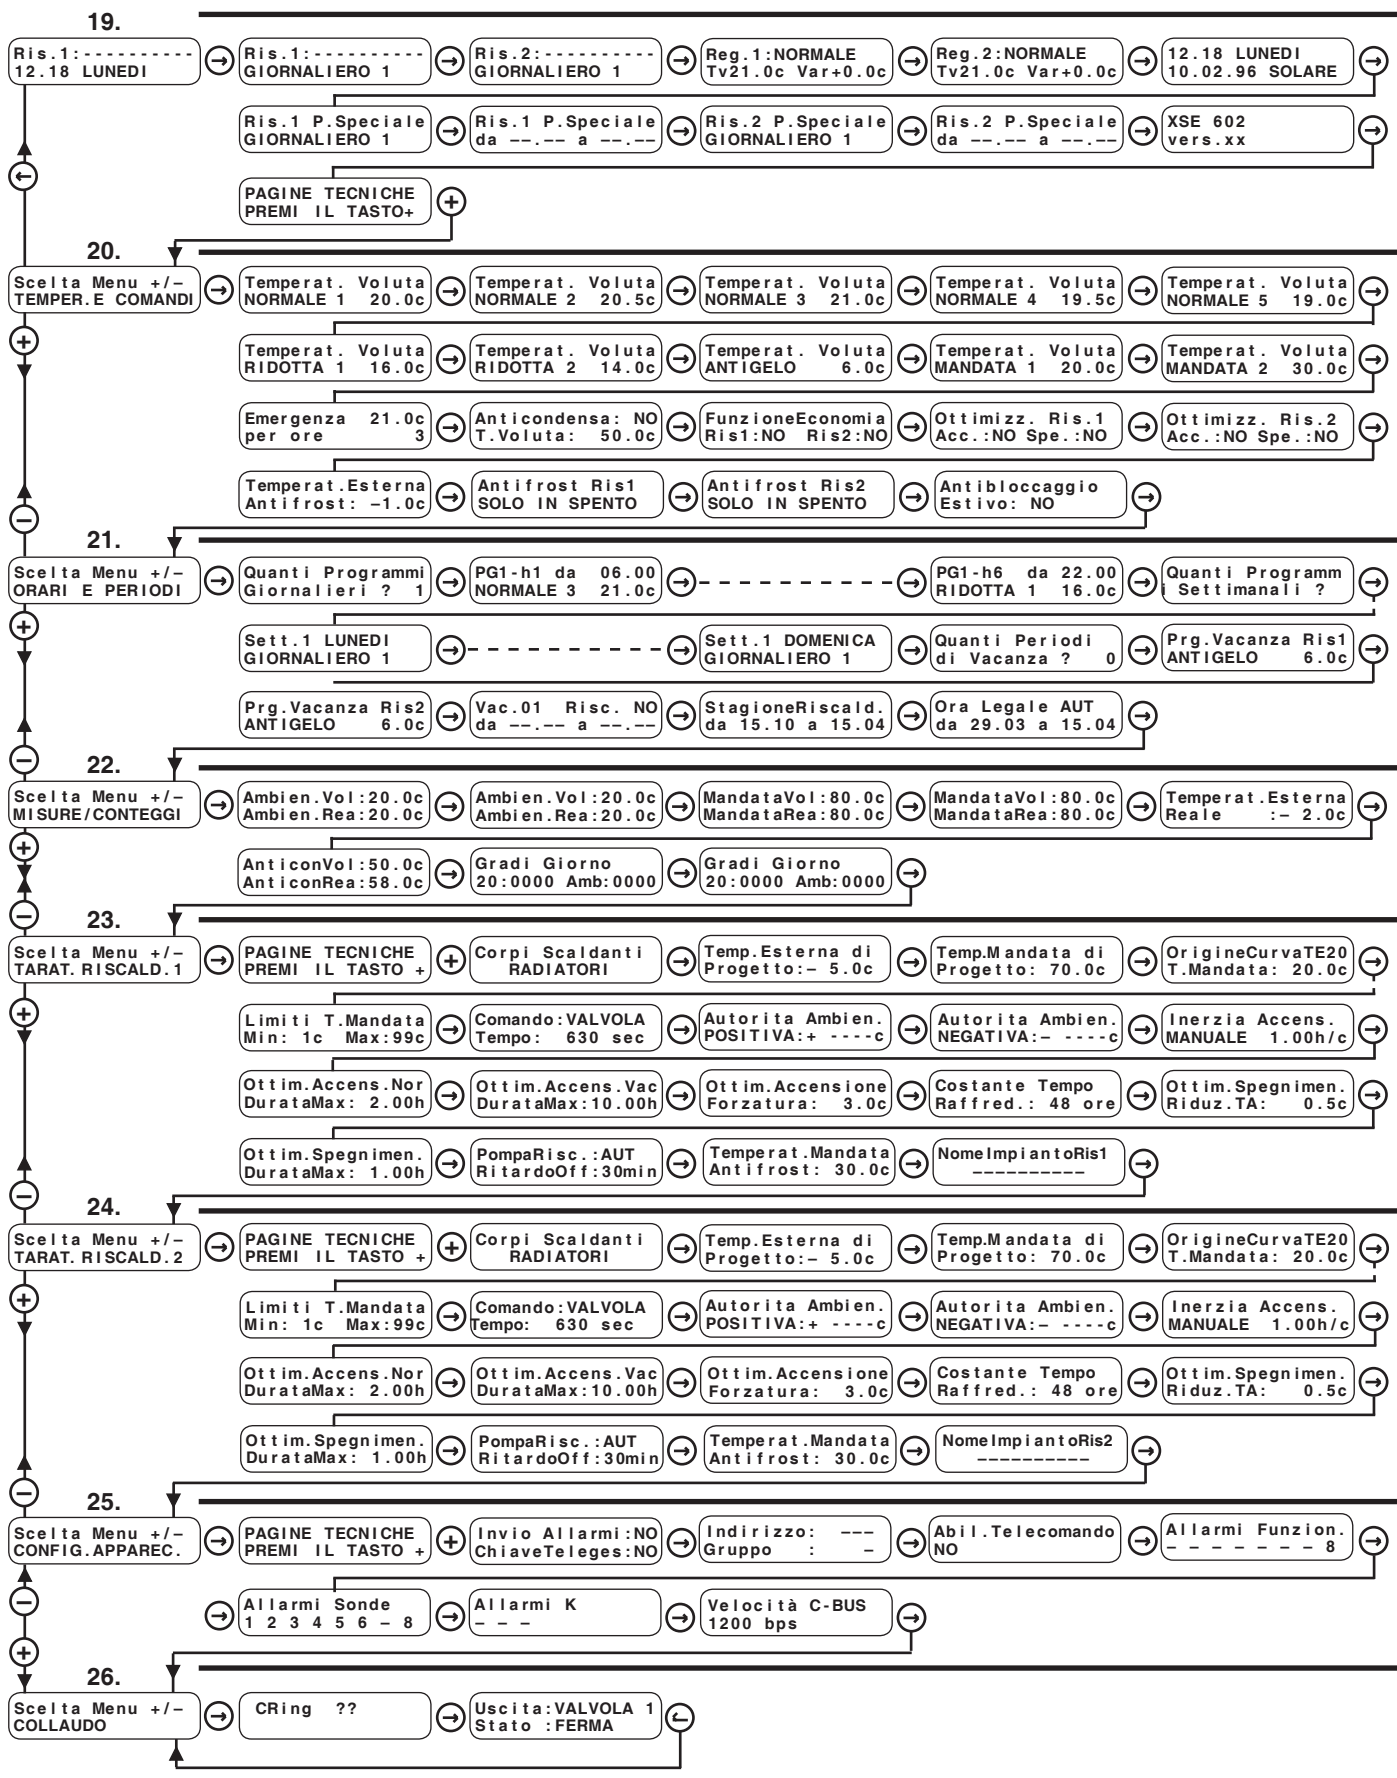 19.
Ris.1:----------
12.18 LUNEDI
Ris.1:----------
GIORNALIERO 1
Ris.2:----------
GIORNALIERO 1
Reg.1:NORMALE
Tv21.0c Var+0.0c
Reg.2:NORMALE
Tv21.0c Var+0.0c
12.18 LUNEDI
10.02.96 SOLARE
Ris.1 P.Speciale
GIORNALIERO 1
Ris.1 P.Speciale
da --.-- a --.--
Ris.2 P.Speciale
GIORNALIERO 1
Ris.2 P.Speciale
da --.-- a --.--
XSE 602
vers.xx
PAGINE TECNICHE
PREMI IL TASTO+
20.
Scelta Menu +/–
TEMPER.E COMANDI
Temperat. Voluta
NORMALE 1 20.0c
Temperat. Voluta
NORMALE 2 20.5c
Temperat. Voluta
NORMALE 3 21.0c
Temperat. Voluta
NORMALE 4 19.5c
Temperat. Voluta
NORMALE 5 19.0c
Temperat. Voluta
RIDOTTA 1 16.0c
Temperat. Voluta
RIDOTTA 2 14.0c
Temperat. Voluta
ANTIGELO 6.0c
Temperat. Voluta
MANDATA 1 20.0c
Temperat. Voluta
MANDATA 2 30.0c
Emergenza 21.0c
per ore 3
Anticondensa: NO
T.Voluta: 50.0c
FunzioneEconomia
Ris1:NO Ris2:NO
Ottimizz. Ris.1
Acc.:NO Spe.:NO
Ottimizz. Ris.2
Acc.:NO Spe.:NO
Temperat.Esterna
Antifrost: –1.0c
Antifrost Ris1
SOLO IN SPENTO
Antifrost Ris2
SOLO IN SPENTO
Antibloccaggio
Estivo: NO
21.
Scelta Menu +/–
ORARI E PERIODI
Quanti Programmi
Giornalieri ? 1
PG1-h1 da 06.00
NORMALE 3 21.0c
PG1-h6 da 22.00
RIDOTTA 1 16.0c
Quanti Programm
i Settimanali ?
Sett.1 LUNEDI
GIORNALIERO 1
Sett.1 DOMENICA
GIORNALIERO 1
Quanti Periodi
di Vacanza ? 0
Prg.Vacanza Ris1
ANTIGELO 6.0c
Prg.Vacanza Ris2
ANTIGELO 6.0c
Vac.01 Risc. NO
da --.-- a --.--
StagioneRiscald.
da 15.10 a 15.04
Ora Legale AUT
da 29.03 a 15.04
22.
Scelta Menu +/–
MISURE/CONTEGGI
Ambien.Vol:20.0c
Ambien.Rea:20.0c
Ambien.Vol:20.0c
Ambien.Rea:20.0c
MandataVol:80.0c
MandataRea:80.0c
MandataVol:80.0c
MandataRea:80.0c
Temperat.Esterna
Reale :– 2.0c
AnticonVol:50.0c
AnticonRea:58.0c
Gradi Giorno
20:0000 Amb:0000
Gradi Giorno
20:0000 Amb:0000
23.
Scelta Menu +/–
TARAT. RISCALD.1
PAGINE TECNICHE
PREMI IL TASTO +
Corpi Scaldanti
RADIATORI
Temp.Esterna di
Progetto:– 5.0c
Temp.Mandata di
Progetto: 70.0c
OrigineCurvaTE20
T.Mandata: 20.0c
Limiti T.Mandata
Min: 1c Max:99c
Comando:VALVOLA
Tempo: 630 sec
Autorita Ambien.
POSITIVA:+ ----c
Autorita Ambien.
NEGATIVA:– ----c
Inerzia Accens.
MANUALE 1.00h/c
Ottim.Accens.Nor
DurataMax: 2.00h
Ottim.Accens.Vac
DurataMax:10.00h
Ottim.Accensione
Forzatura: 3.0c
Costante Tempo
Raffred.: 48 ore
Ottim.Spegnimen.
Riduz.TA: 0.5c
Ottim.Spegnimen.
DurataMax: 1.00h
PompaRisc.:AUT
RitardoOff:30min
Temperat.Mandata
Antifrost: 30.0c
NomeImpiantoRis1
––––––––––
24.
Scelta Menu +/–
TARAT. RISCALD.2
PAGINE TECNICHE
PREMI IL TASTO +
Corpi Scaldanti
RADIATORI
Temp.Esterna di
Progetto:– 5.0c
Temp.Mandata di
Progetto: 70.0c
OrigineCurvaTE20
T.Mandata: 20.0c
Limiti T.Mandata
Min: 1c Max:99c
Comando:VALVOLA
Tempo: 630 sec
Autorita Ambien.
POSITIVA:+ ----c
Autorita Ambien.
NEGATIVA:– ----c
Inerzia Accens.
MANUALE 1.00h/c
Ottim.Accens.Nor
DurataMax: 2.00h
Ottim.Accens.Vac
DurataMax:10.00h
Ottim.Accensione
Forzatura: 3.0c
Costante Tempo
Raffred.: 48 ore
Ottim.Spegnimen.
Riduz.TA: 0.5c
Ottim.Spegnimen.
DurataMax: 1.00h
PompaRisc.:AUT
RitardoOff:30min
Temperat.Mandata
Antifrost: 30.0c
NomeImpiantoRis2
––––––––––
25.
Scelta Menu +/–
CONFIG.APPAREC.
PAGINE TECNICHE
PREMI IL TASTO +
Invio Allarmi:NO
ChiaveTeleges:NO
Indirizzo: –––
Gruppo : –
Abil.Telecomando
NO
Allarmi Funzion.
– – – – – – – 8
Allarmi Sonde
1 2 3 4 5 6 – 8
Allarmi K
– – –
Velocità C-BUS
1200 bps
26.
Scelta Menu +/–
COLLAUDO
CRing ??
Uscita:VALVOLA 1
Stato :FERMA